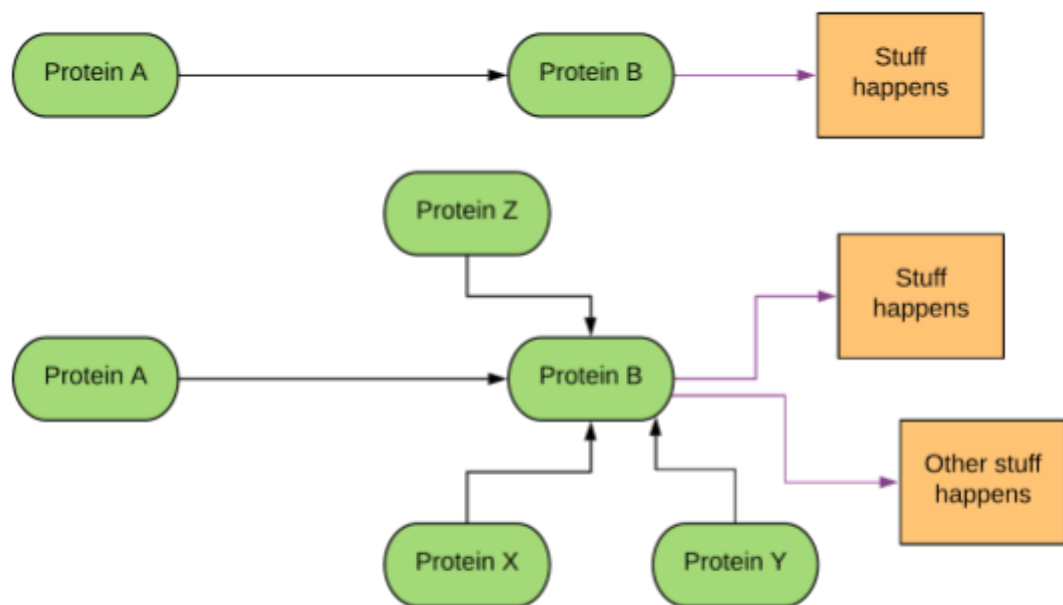 Protein A
Protein B
Stuff
happens
Protein Z
Stuff
happens
Protein A
Protein B
Other stuff
happens
Protein X
Protein Y